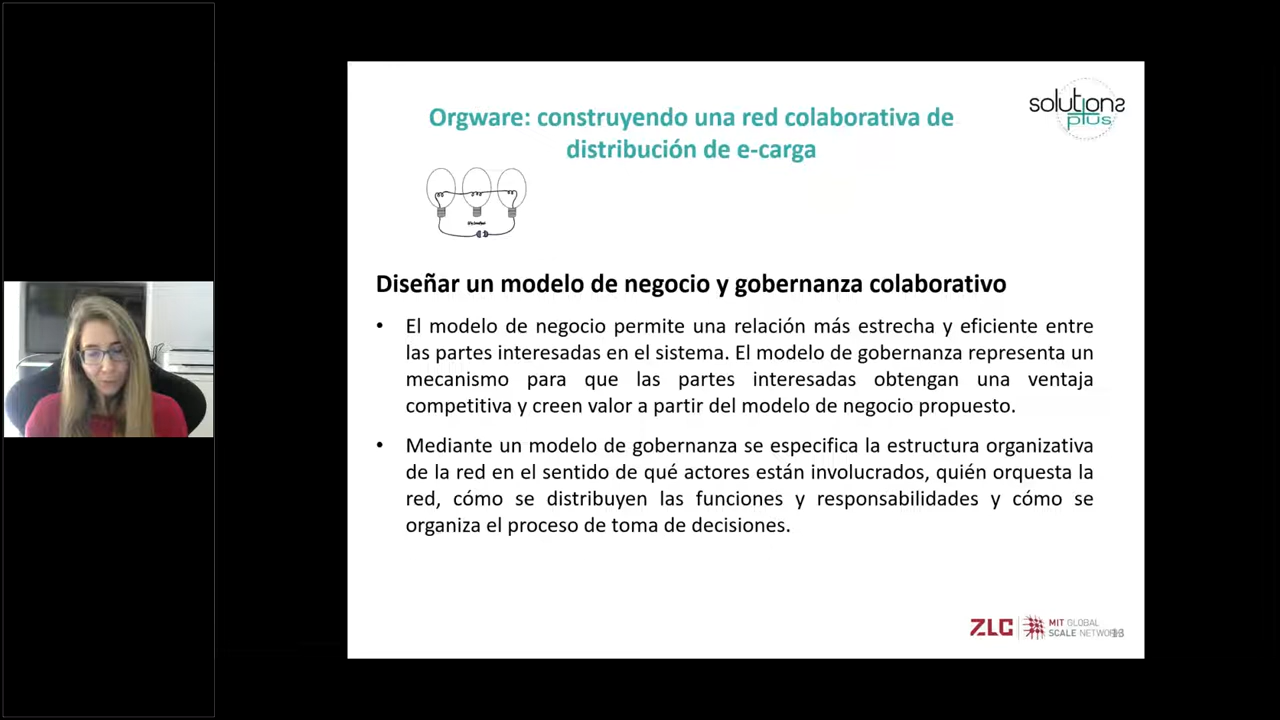 Orgware: construyendo una red colaborativa de
distribución de e-carga
solutions
plus
Diseñar un modelo de negocio y gobernanza colaborativo
• El modelo de negocio permite una relación más estrecha y eficiente entre
las partes interesadas en el sistema. El modelo de gobernanza representa un
mecanismo para que las partes interesadas obtengan una ventaja
competitiva y creen valor a partir del modelo de negocio propuesto.
• Mediante un modelo de gobernanza se especifica la estructura organizativa
de la red en el sentido de qué actores están involucrados, quién orquesta la
red, cómo se distribuyen las funciones y responsabilidades y cómo se
organiza el proceso de toma de decisiones.
ZLC
MIT GLOBAL
SCALE NETWORK
13